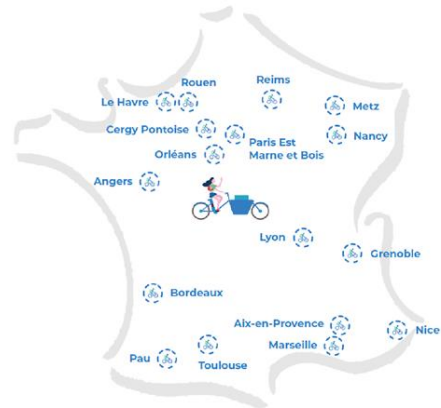 Rouen
Reims
Le Havre
Metz
Cergy Pontoise
Nancy
Paris Est
Marne et Bois
Orléans
Angers
Lyon
Grenoble
Bordeaux
Aix-en-Provence
Nice
Marseille
Pau
Toulouse